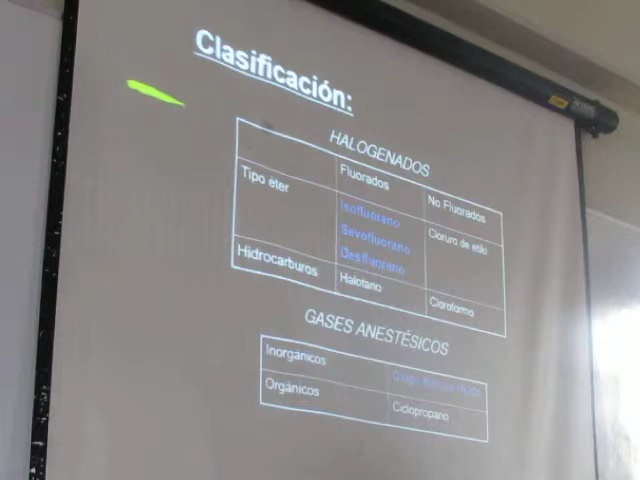 Clasificación:
HALOGENADOS
Fluorados
No Fluorados
Tipo éter
Isofluorano
Sevofluorano
Desfluorano
Cloruro de etilo
Hidrocarburos
Halotano
Cloroformo
GASES ANESTÉSICOS
Inorgánicos
Orgánicos
Ciclopropano